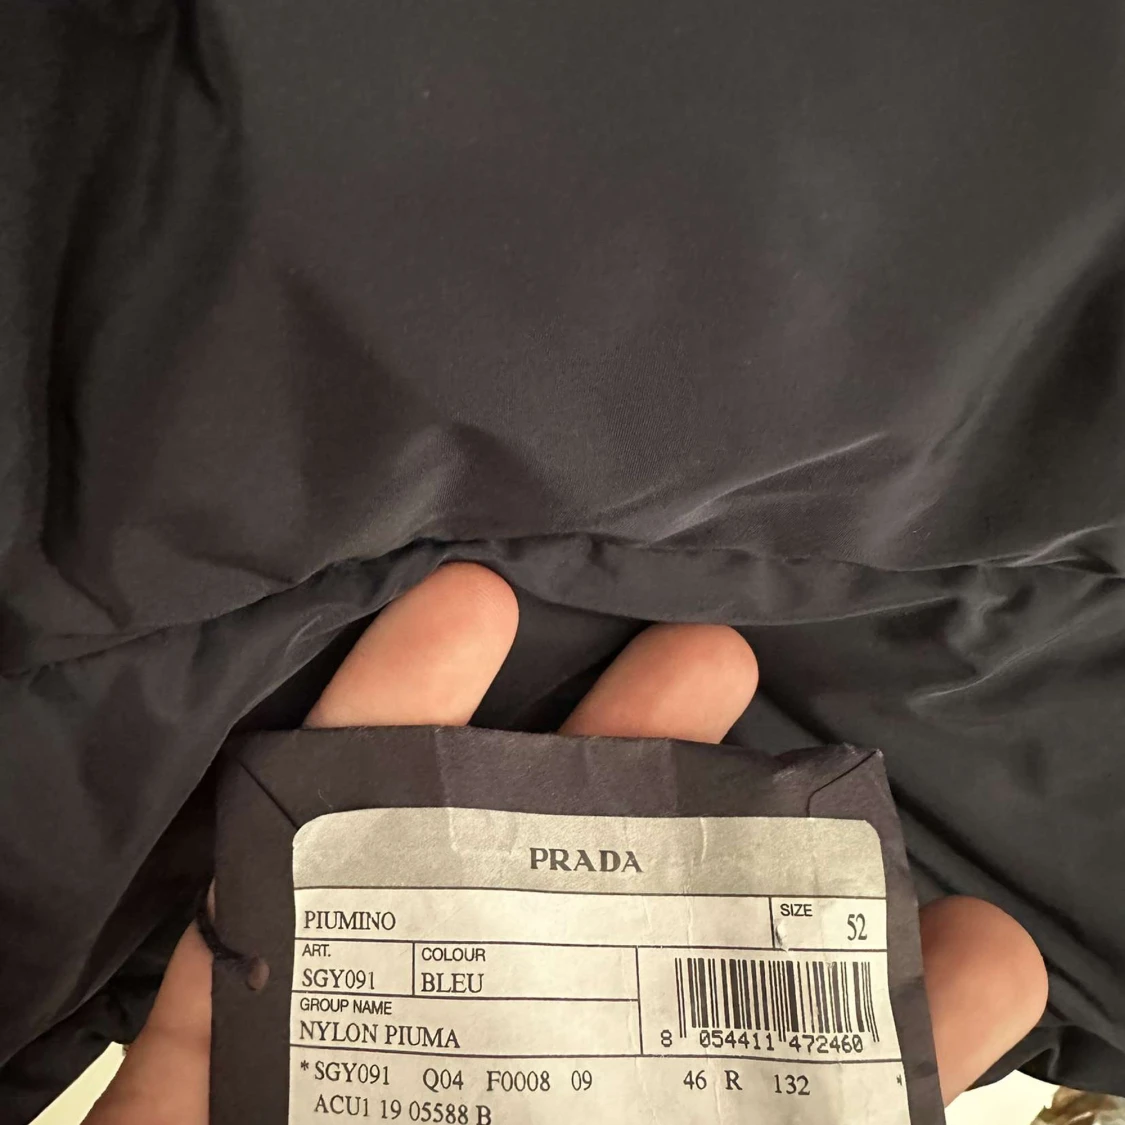 PRADA
PIUMINO SIZE 52
ART. COLOUR
SGY091 BLEU
GROUP NAME
NYLON PIUMA
8 054411 472460
* SGY091 Q04 F0008 09 46 R 132 *
ACU1 19 05588 B